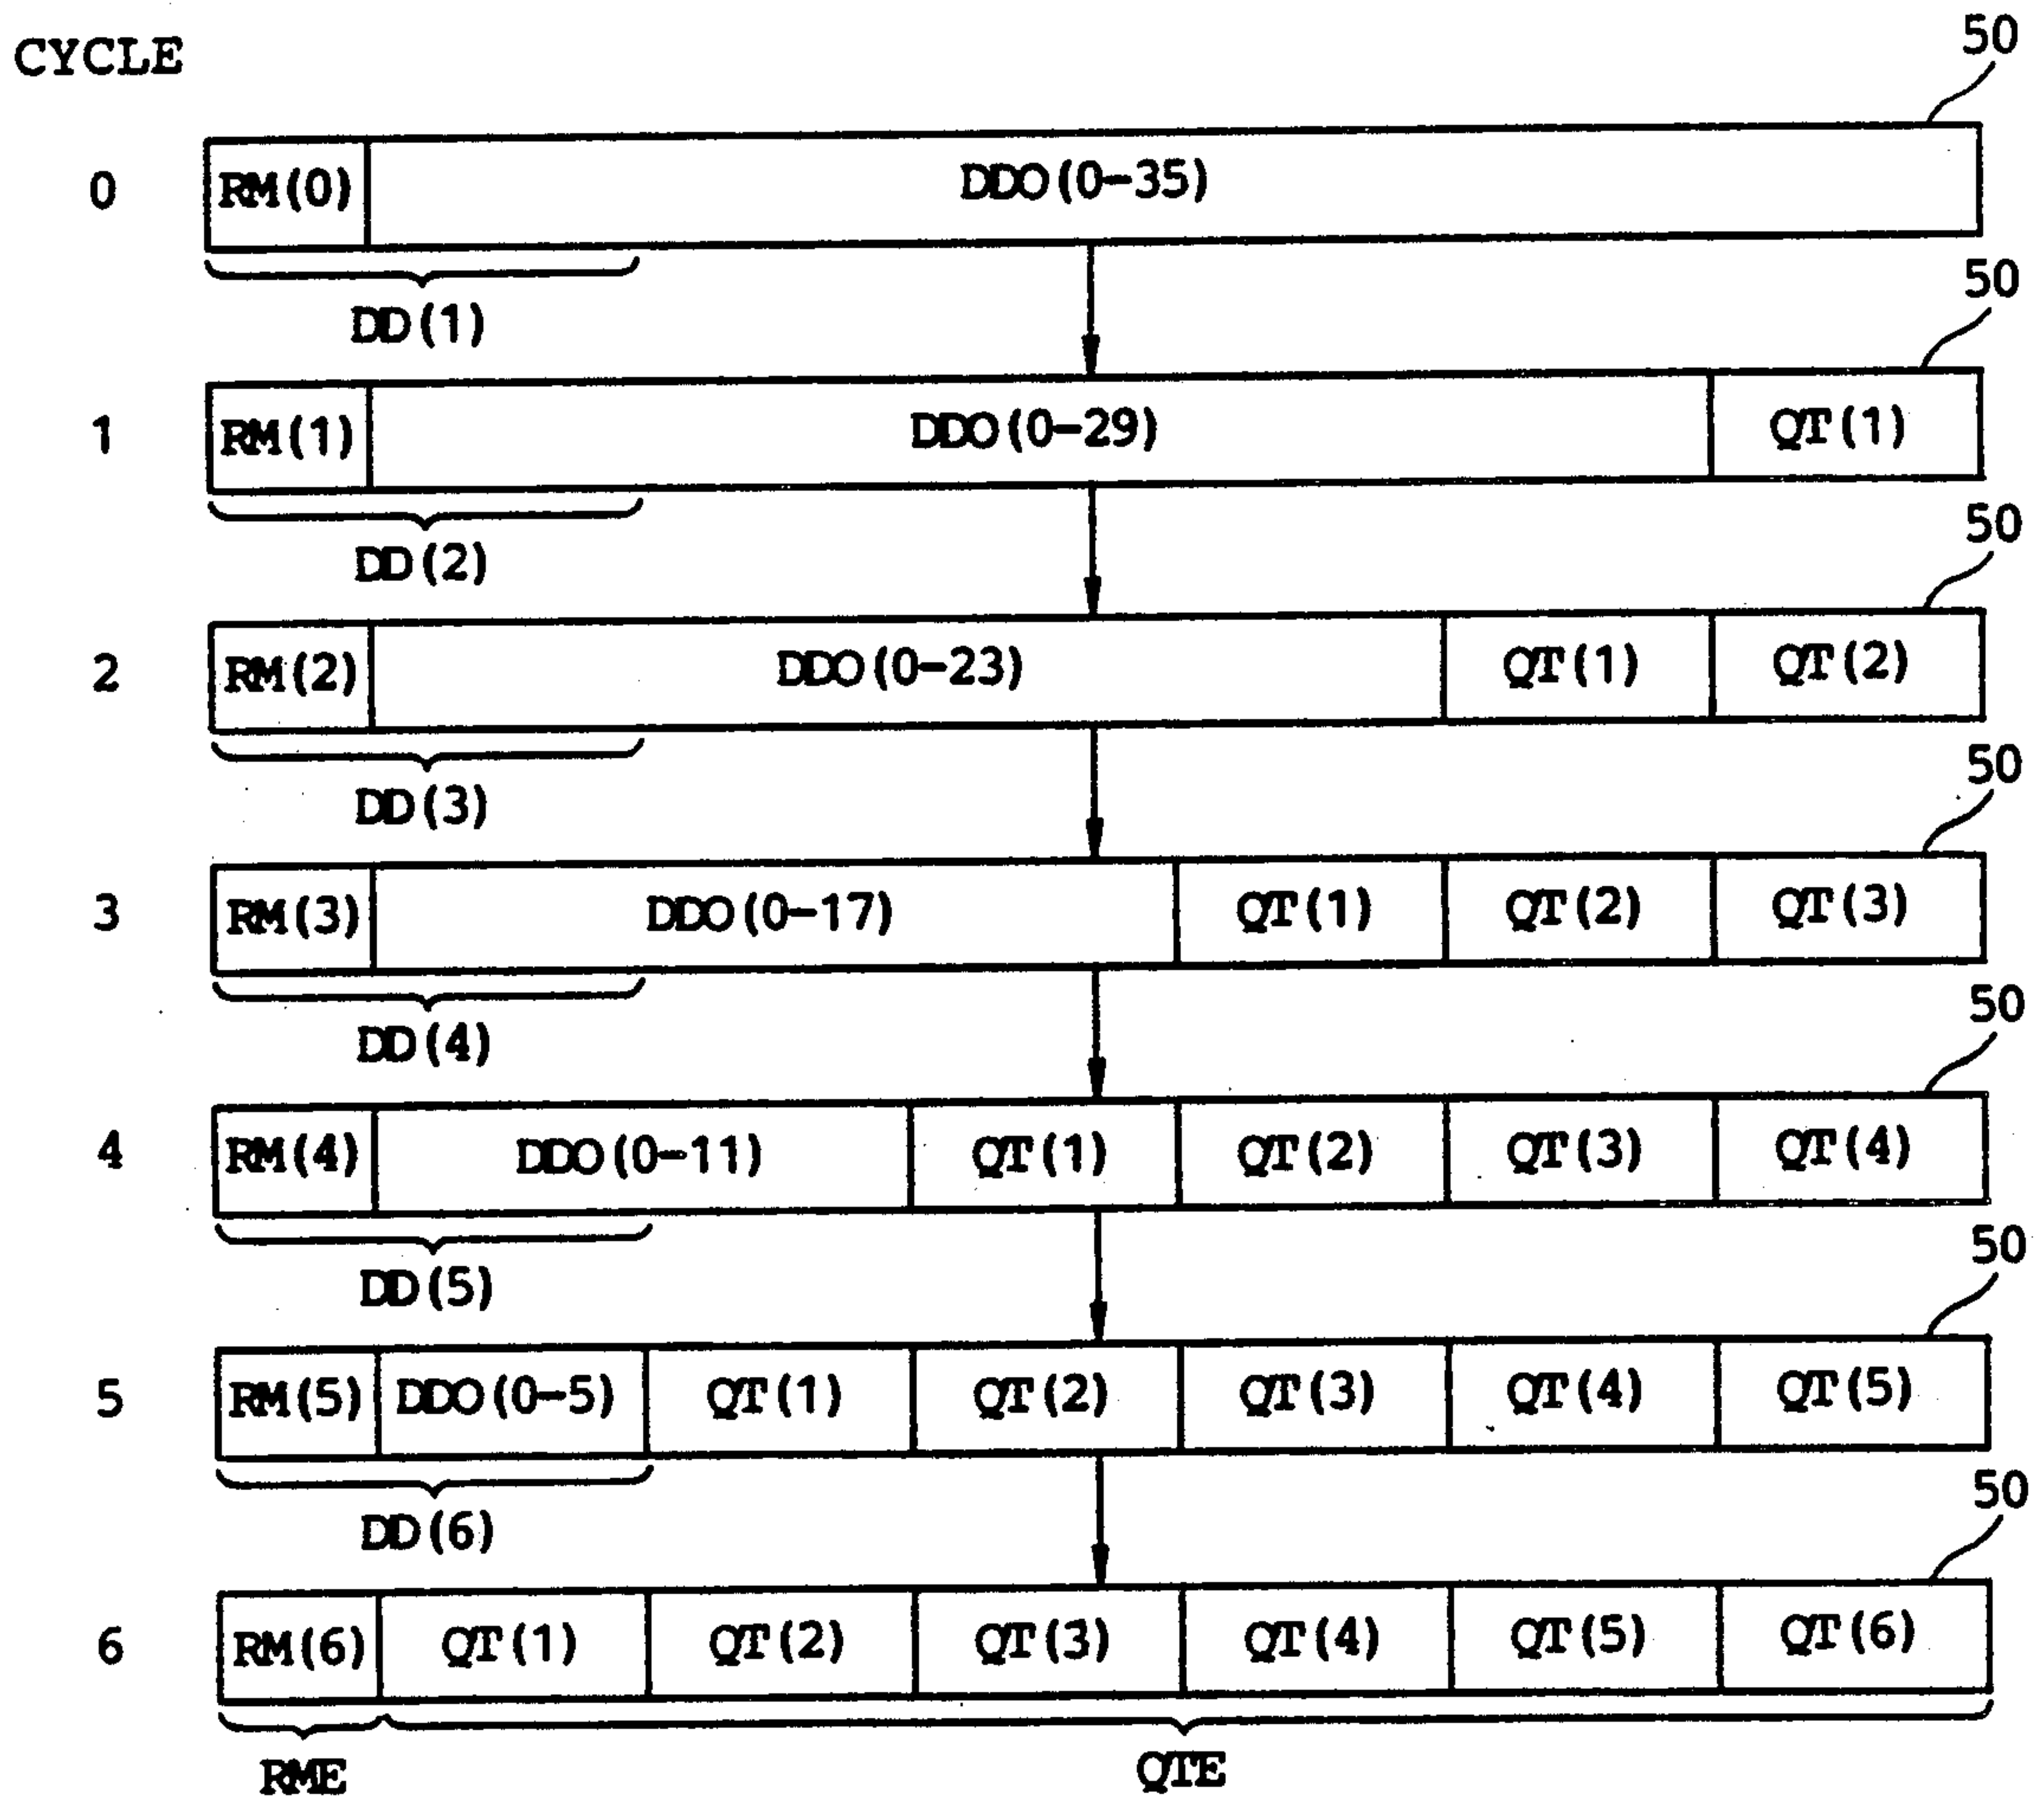 CYCLE
50
0 RM(0) DDO(0-35)
DD(1)
50
1 RM(1) DDO(0-29) QT(1)
DD(2)
50
2 RM(2) DDO(0-23) QT(1) QT(2)
DD(3)
50
3 RM(3) DDO(0-17) QT(1) QT(2) QT(3)
DD(4)
50
4 RM(4) DDO(0-11) QT(1) QT(2) QT(3) QT(4)
DD(5)
50
5 RM(5) DDO(0-5) QT(1) QT(2) QT(3) QT(4) QT(5)
DD(6)
50
6 RM(6) QT(1) QT(2) QT(3) QT(4) QT(5) QT(6)
RME QTE